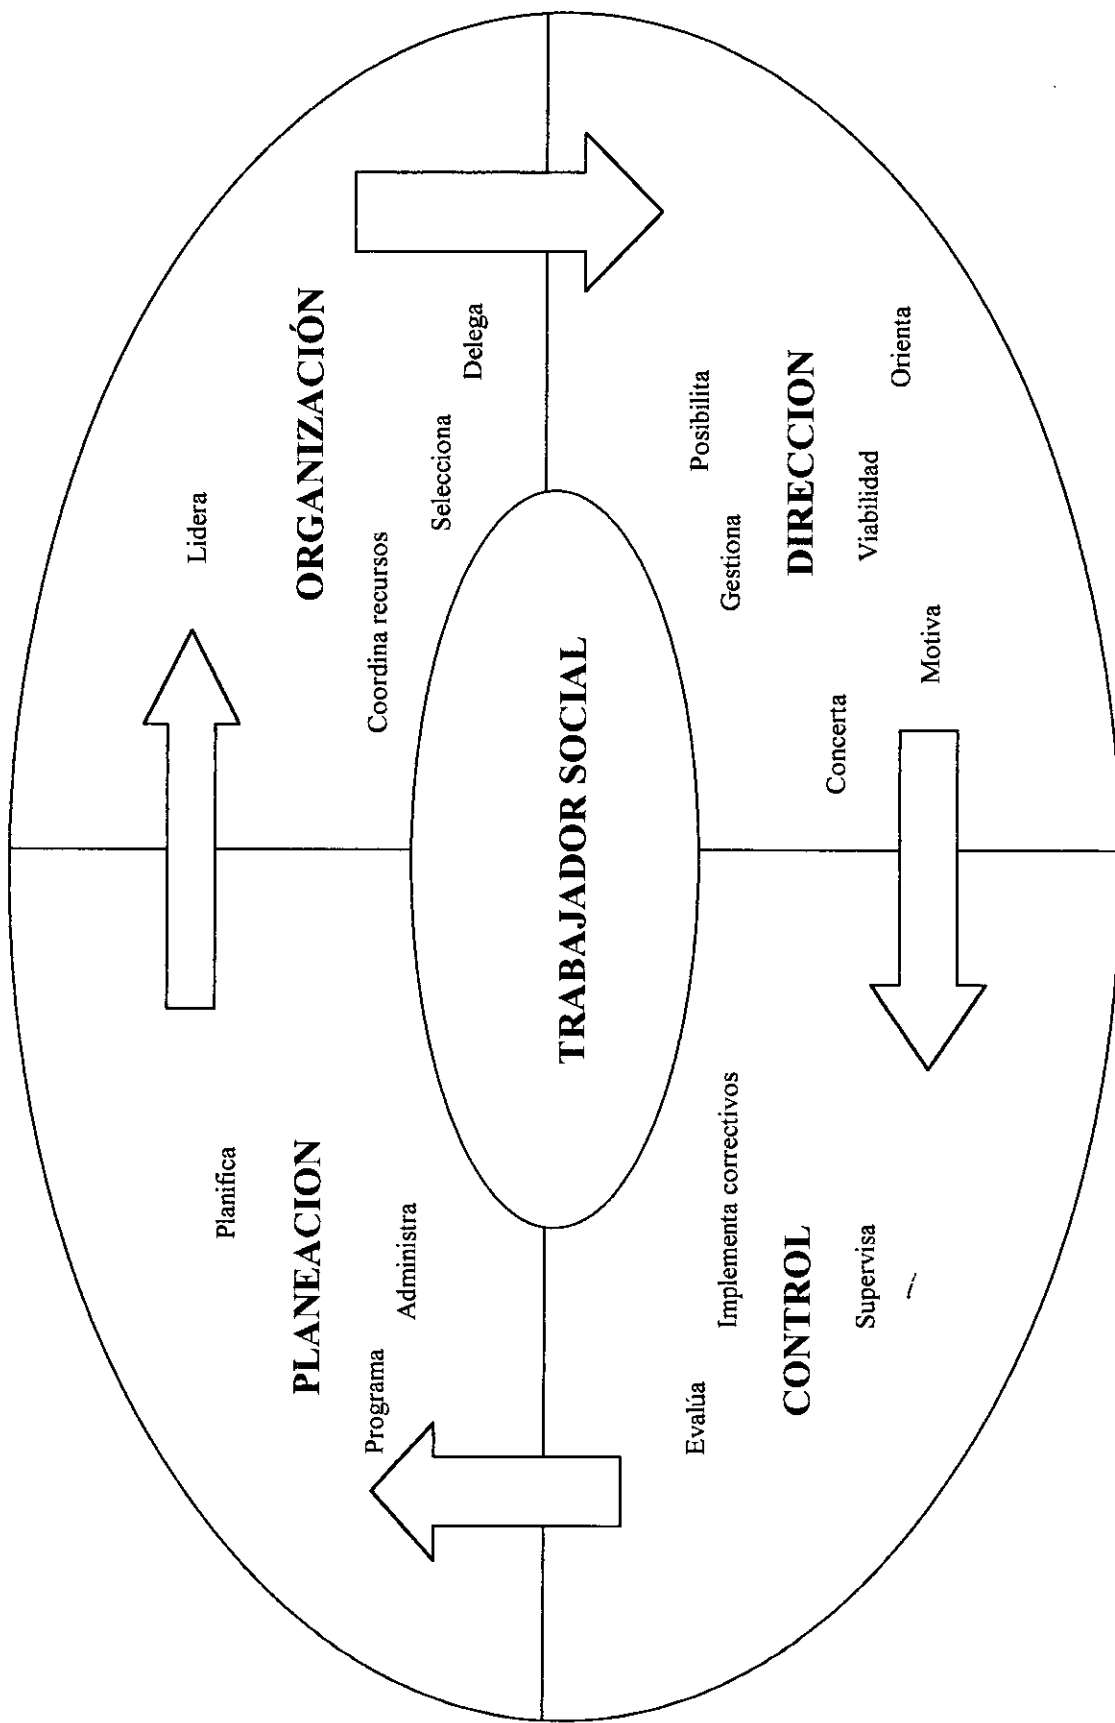 Planifica
PLANEACION
Programa
Administra
Lidera
ORGANIZACIÓN
Coordina recursos
Selecciona
Delega
TRABAJADOR SOCIAL
Evalúa
Implementa correctivos
CONTROL
Supervisa
Posibilita
Gestiona
DIRECCION
Concerta
Viabilidad
Orienta
Motiva